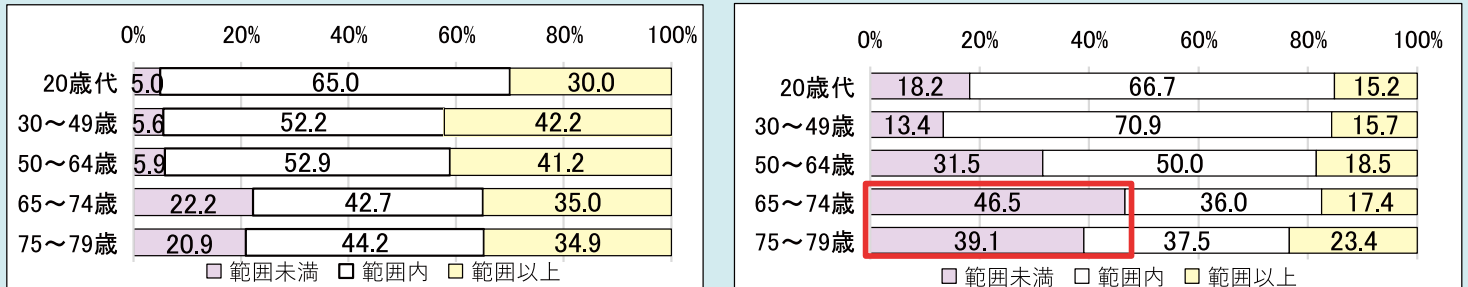 0% 20% 40% 60% 80% 100%
20歳代 5.0 65.0 30.0
30～49歳 5.6 52.2 42.2
50～64歳 5.9 52.9 41.2
65～74歳 22.2 42.7 35.0
75～79歳 20.9 44.2 34.9
範囲未満 範囲内 範囲以上
0% 20% 40% 60% 80% 100%
20歳代 18.2 66.7 15.2
30～49歳 13.4 70.9 15.7
50～64歳 31.5 50.0 18.5
65～74歳 46.5 36.0 17.4
75～79歳 39.1 37.5 23.4
範囲未満 範囲内 範囲以上